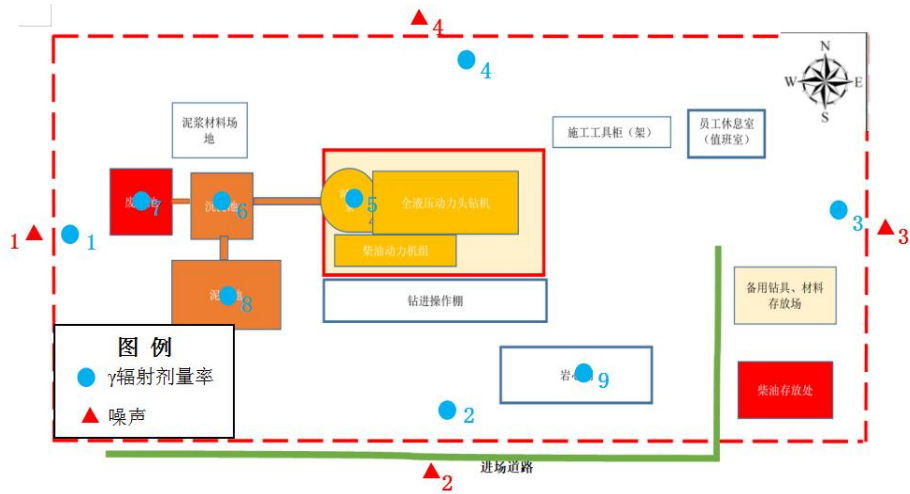 4
4
N
W E
S
泥浆材料场
地
施工工具柜（架）
员工休息室
（值班室）
7
6
5
全液压动力头钻机
3
3
1
1
柴油动力机组
备用钻具、材料
存放场
8
钻进操作棚
图 例
γ辐射剂量率
噪声
9
柴油存放处
2
进场道路
2